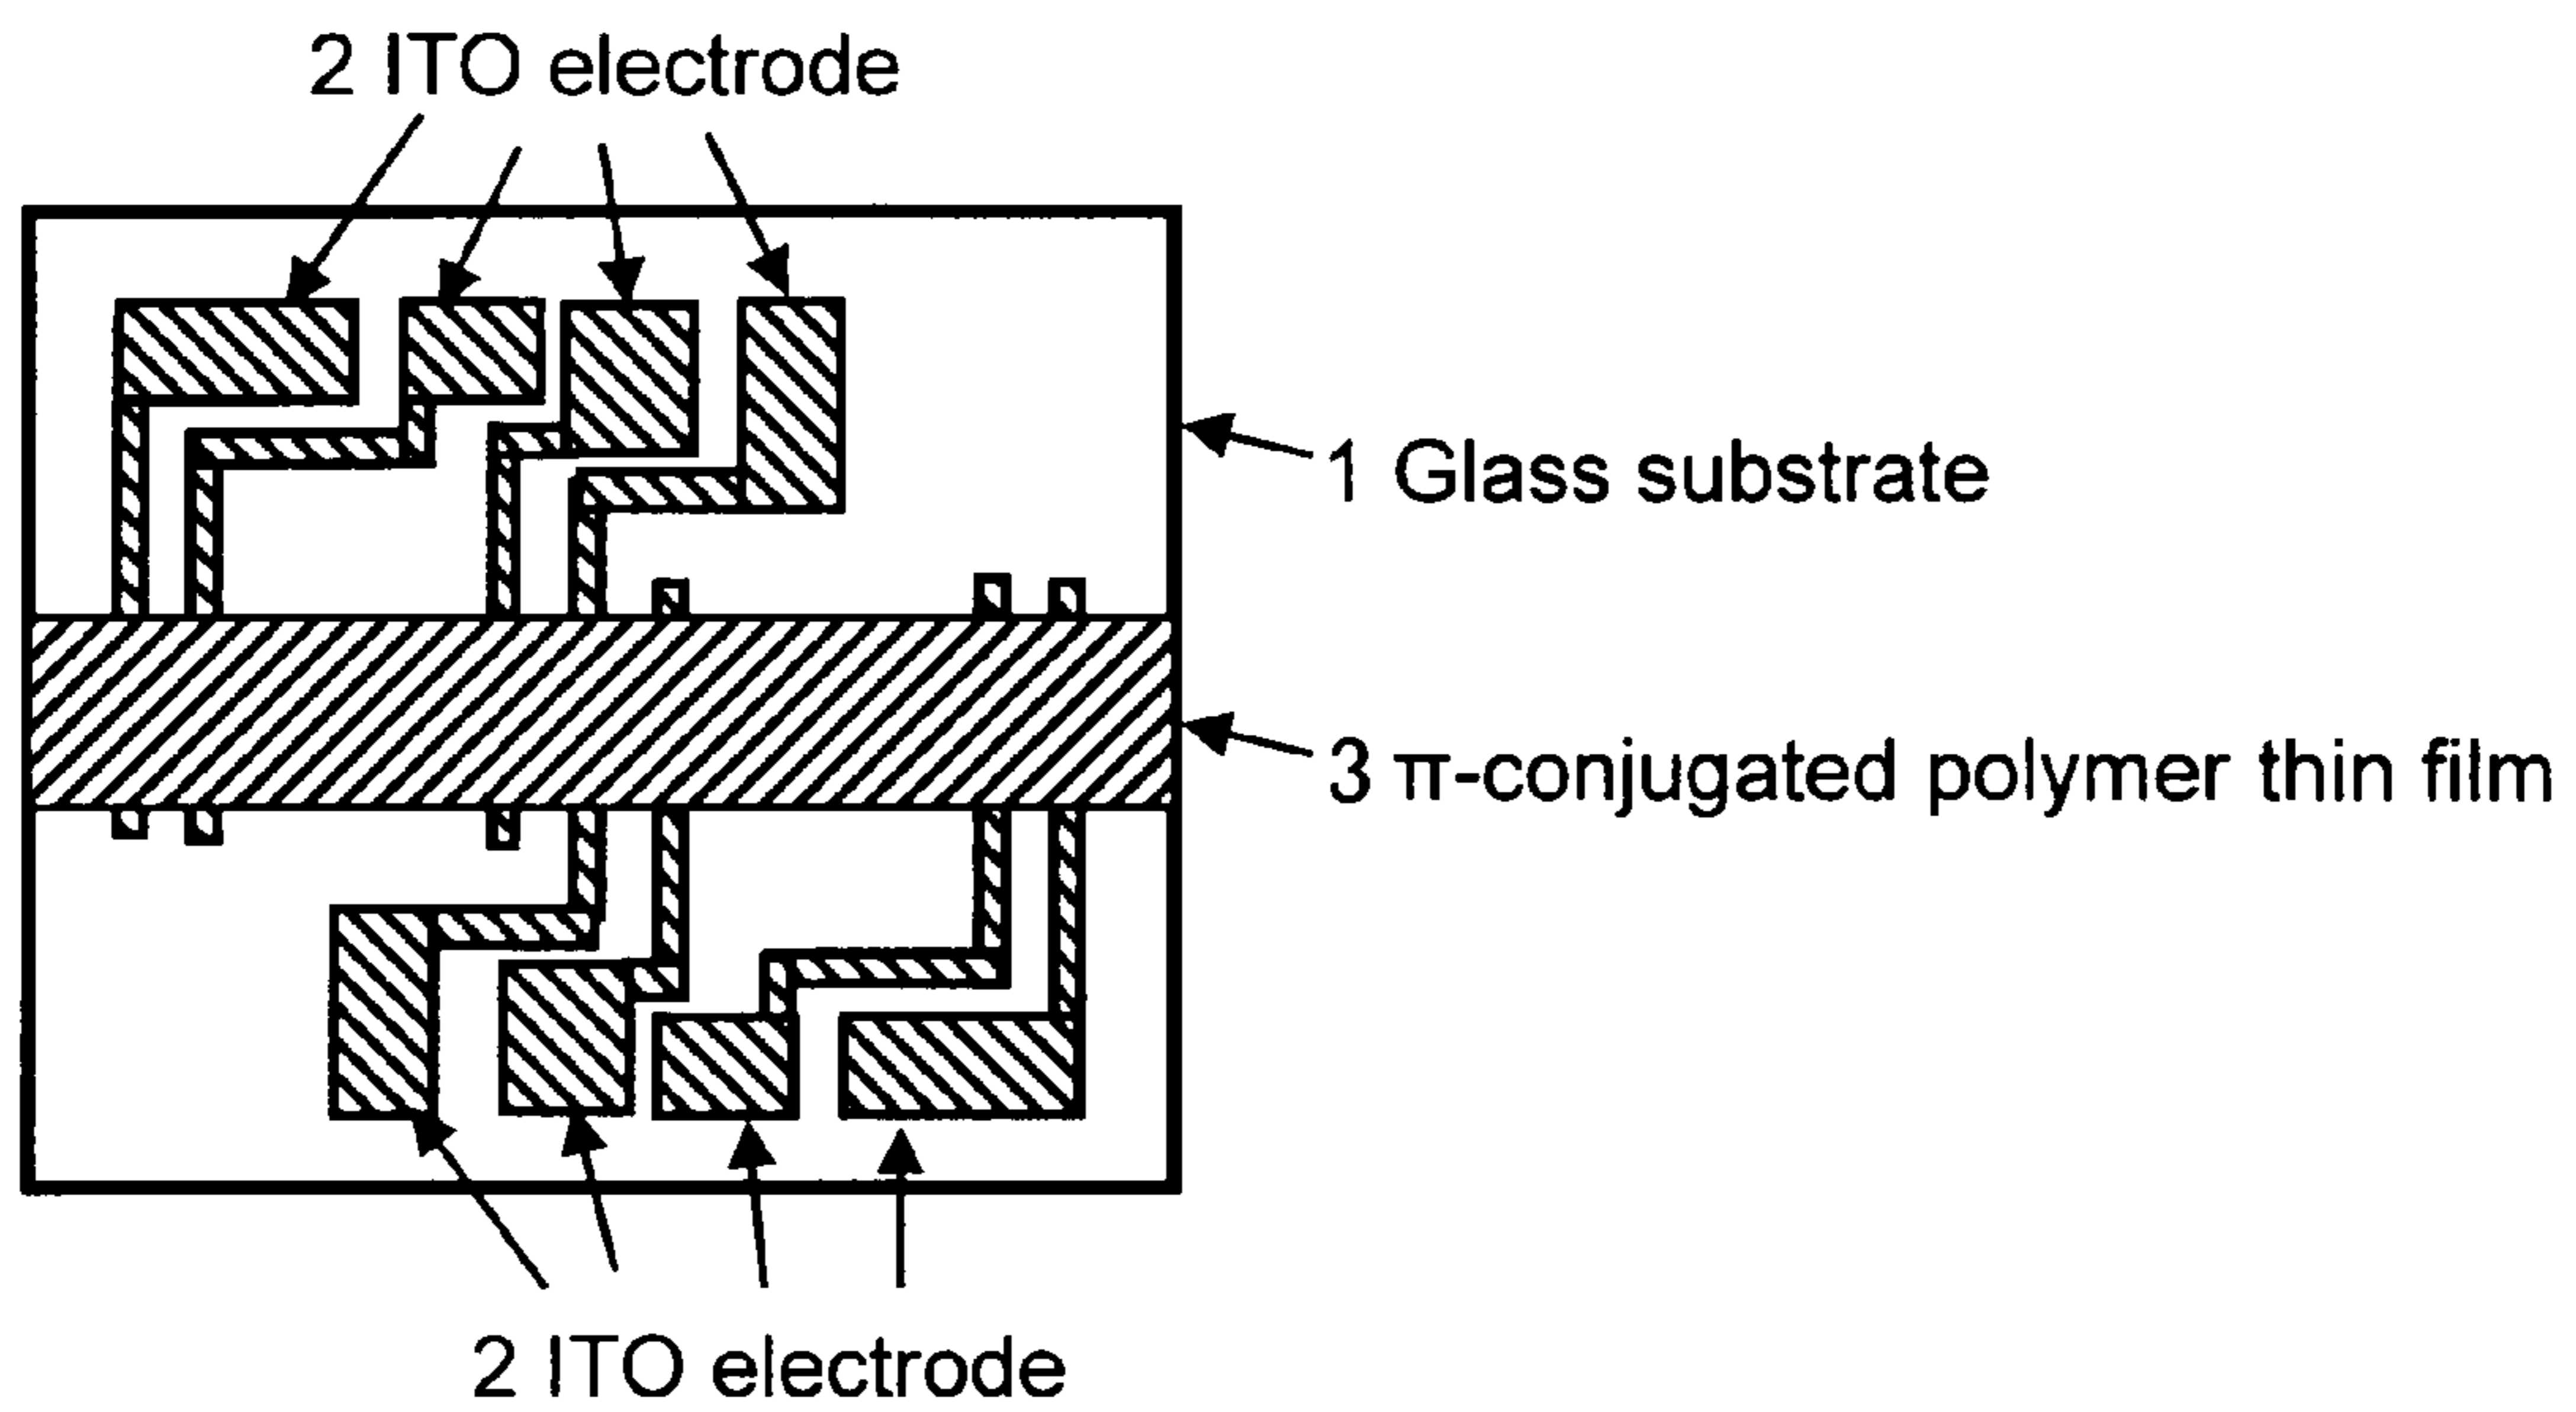 2 ITO electrode
1 Glass substrate
3 π-conjugated polymer thin film
2 ITO electrode